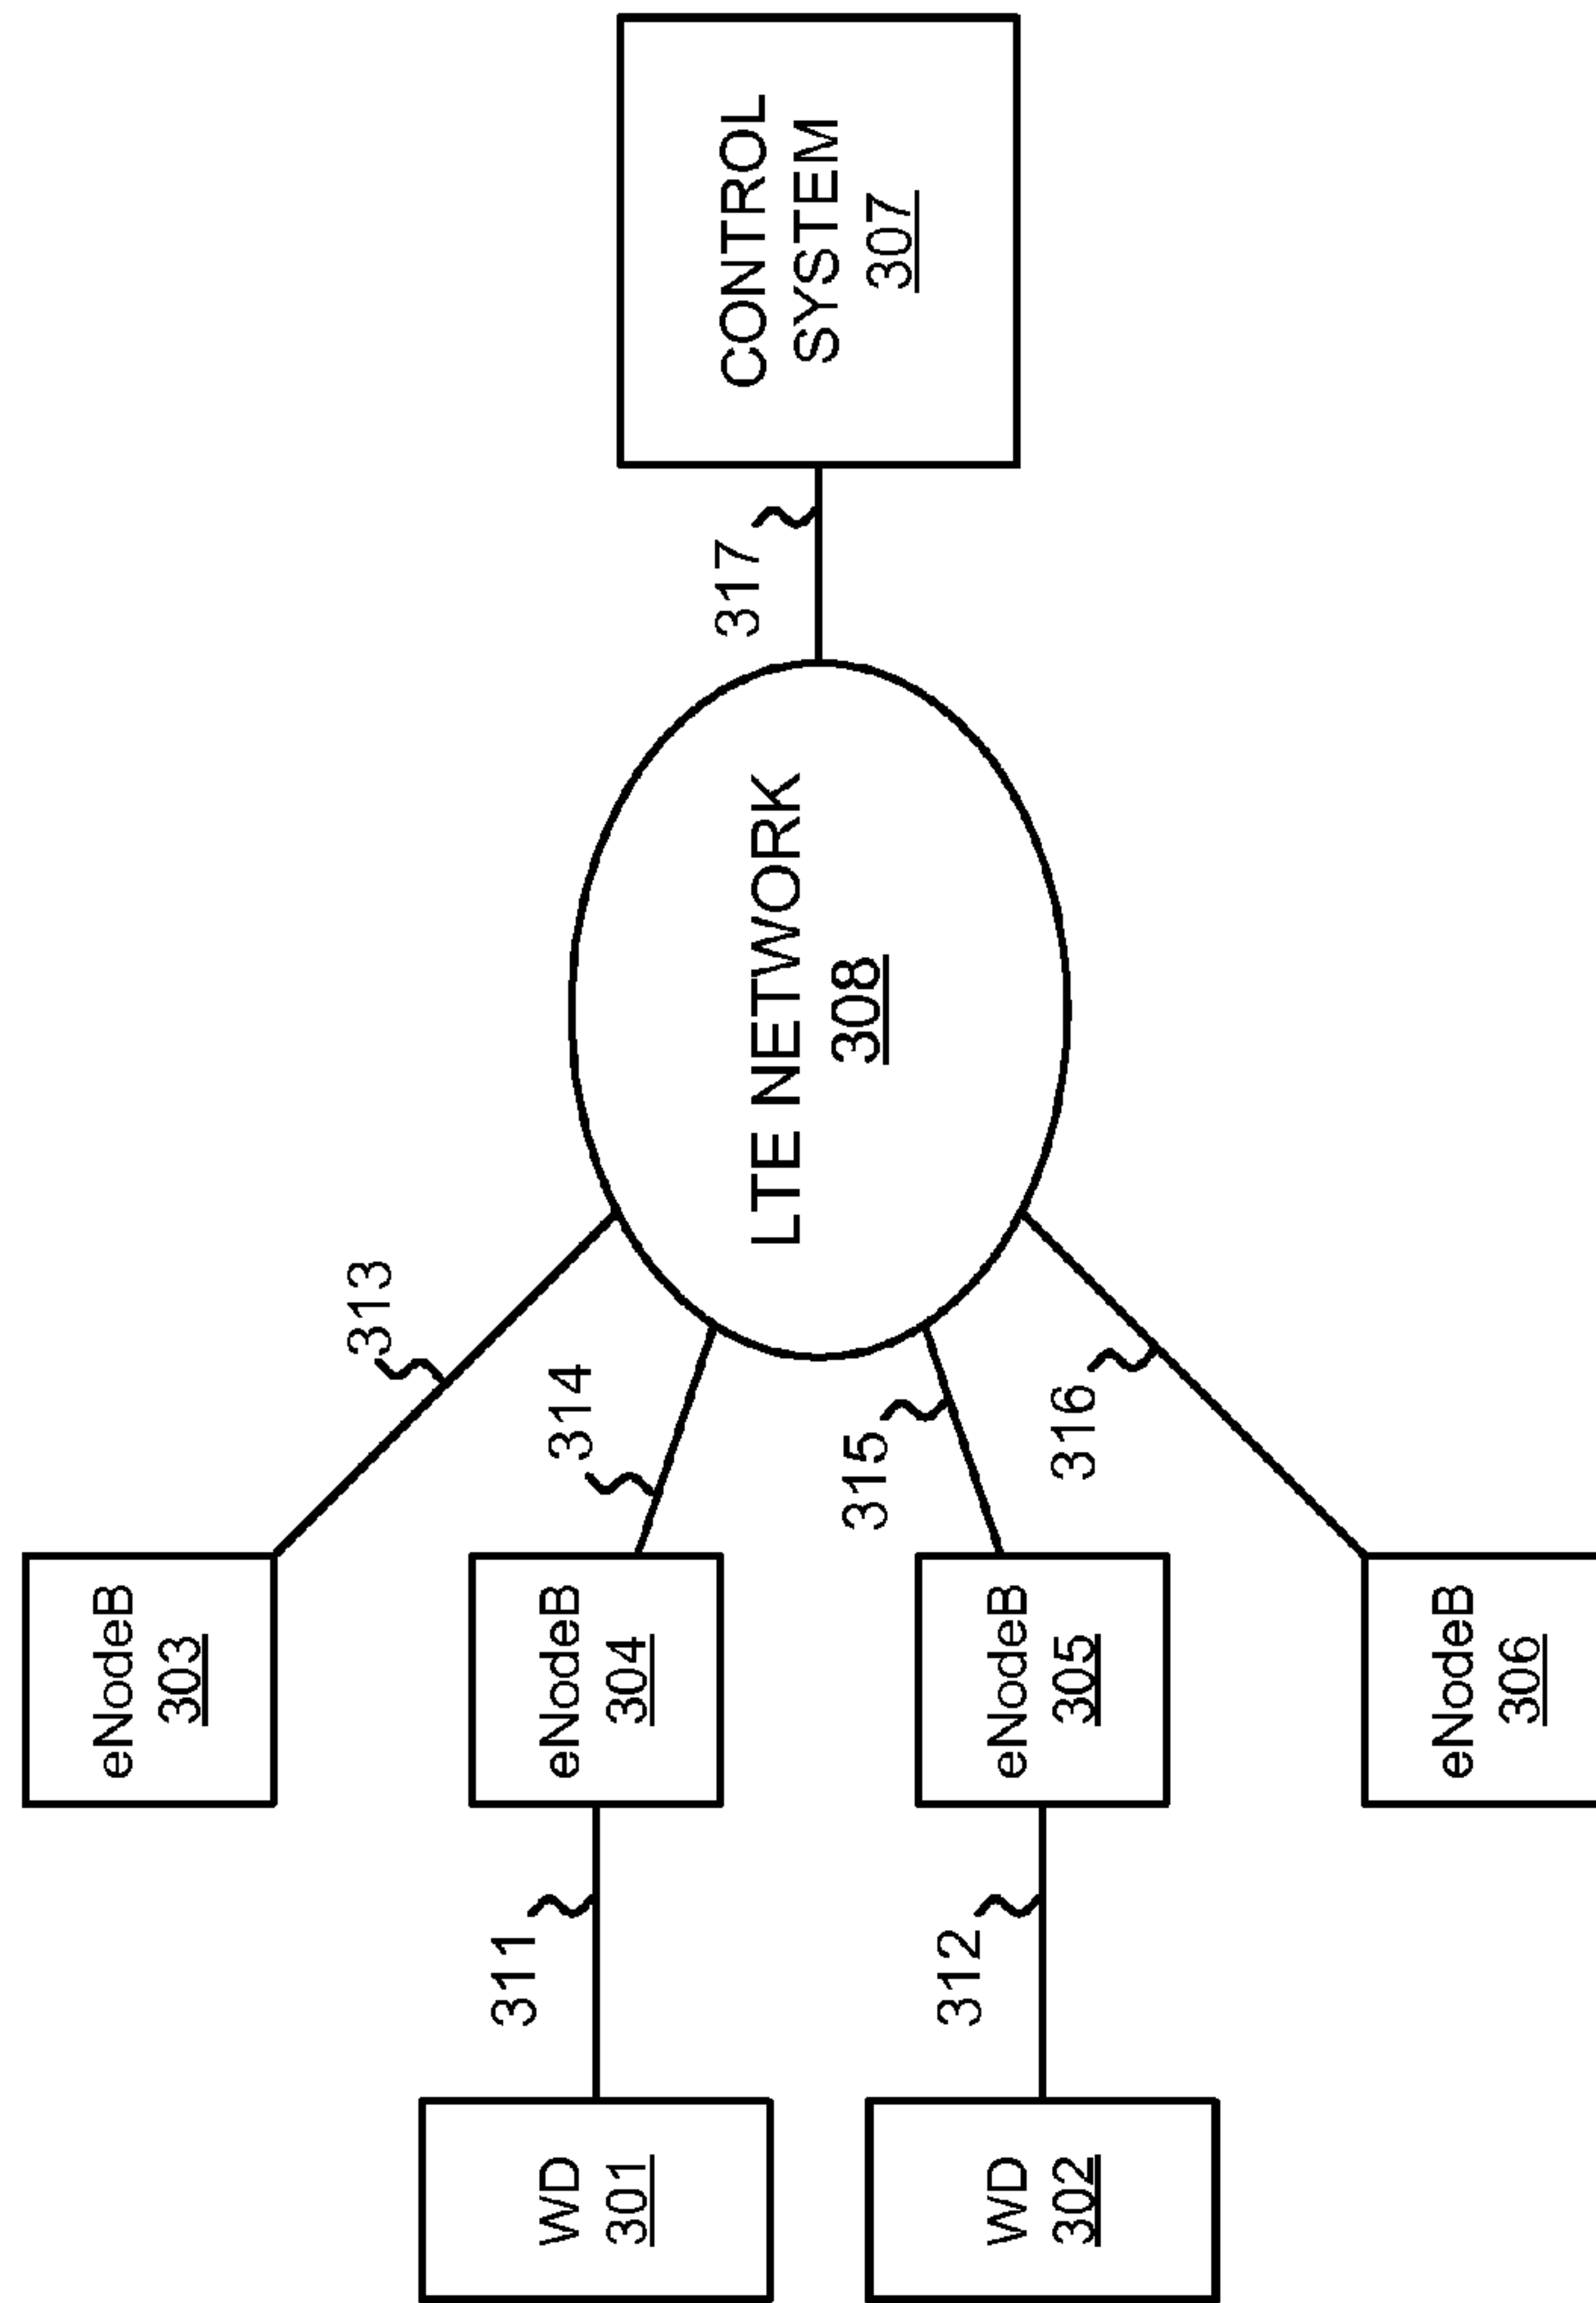 eNodeB
303
313
WD
301
311
eNodeB
304
314
LTE NETWORK
308
317
CONTROL
SYSTEM
307
WD
302
312
eNodeB
305
315
316
eNodeB
306